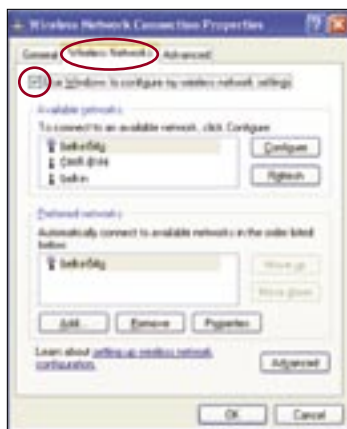 Wireless Network Connection Properties
General Wireless Networks Advanced
Use Windows to configure my wireless network settings
Available networks
To connect to an available network, click Configure
belkin54g
belkin
Configure
Refresh
Preferred networks
Automatically connect to available networks in the order listed
below:
belkin54g
Move up
Move down
Add... Remove Properties
Learn about setting up wireless network
configuration.
Advanced
OK Cancel